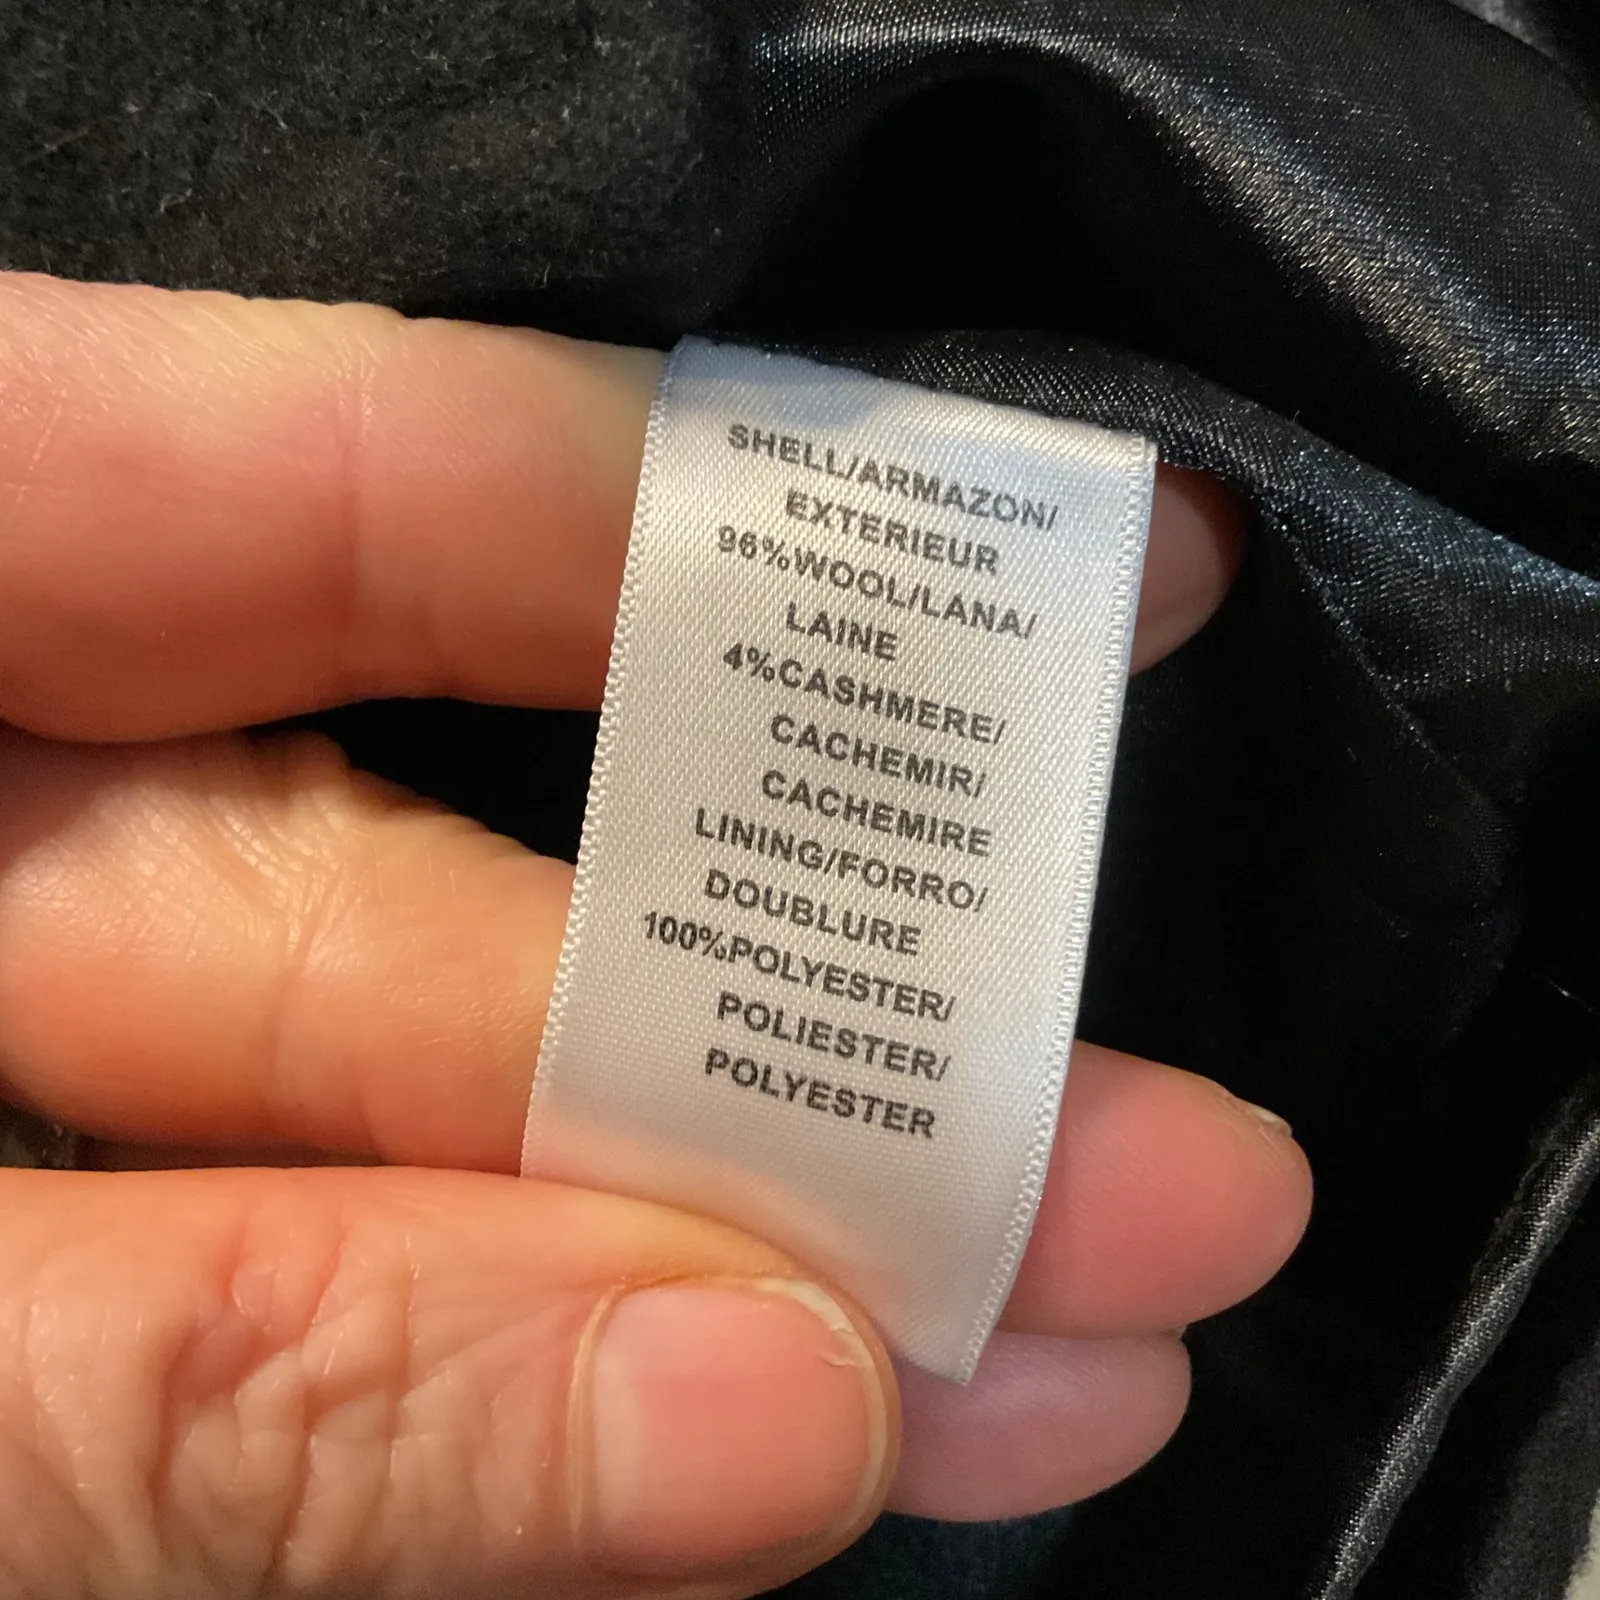 SHELL/ARMAZON/
EXTERIEUR
96%WOOL/LANA/
LAINE
4%CASHMERE/
CACHEMIR/
CACHEMIRE
LINING/FORRO/
DOUBLURE
100%POLYESTER/
POLIESTER/
POLYESTER